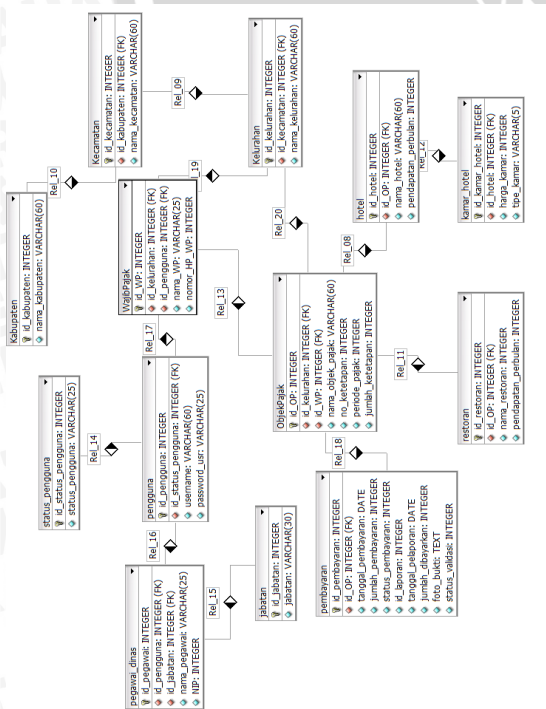 status_pengguna
id_status_pengguna: INTEGER
status_pengguna: VARCHAR(25)
Kabupaten
id_kabupaten: INTEGER
nama_kabupaten: VARCHAR(60)
Kecamatan
id_kecamatan: INTEGER
id_kabupaten: INTEGER (FK)
nama_kecamatan: VARCHAR(60)
Rel_14
Rel_10
Rel_09
pegawai_dinas
id_pegawai: INTEGER
id_pengguna: INTEGER (FK)
id_jabatan: INTEGER (FK)
nama_pegawai: VARCHAR(25)
NIP: INTEGER
Rel_16
pengguna
id_pengguna: INTEGER
id_status_pengguna: INTEGER (FK)
username: VARCHAR(60)
password_usr: VARCHAR(25)
Rel_17
WajibPajak
id_WP: INTEGER
id_kelurahan: INTEGER (FK)
id_pengguna: INTEGER (FK)
nama_WP: VARCHAR(25)
nomor_HP_WP: INTEGER
_19
Kelurahan
id_kelurahan: INTEGER
id_kecamatan: INTEGER (FK)
nama_kelurahan: VARCHAR(60)
Rel_15
Rel_13
Rel_20
jabatan
id_jabatan: INTEGER
jabatan: VARCHAR(30)
ObjekPajak
id_OP: INTEGER
id_kelurahan: INTEGER (FK)
id_WP: INTEGER (FK)
nama_objek_pajak: VARCHAR(60)
no_ketetapan: INTEGER
periode_pajak: INTEGER
jumlah_ketetapan: INTEGER
Rel_08
hotel
id_hotel: INTEGER
id_OP: INTEGER (FK)
nama_hotel: VARCHAR(60)
pendapatan_perbulan: INTEGER
Rel_18
Rel_11
Rel_12
pembayaran
id_pembayaran: INTEGER
id_OP: INTEGER (FK)
tanggal_pembayaran: DATE
jumlah_pembayaran: INTEGER
status_pembayaran: INTEGER
id_laporan: INTEGER
tanggal_pelaporan: DATE
jumlah_dibayarkan: INTEGER
foto_bukti: TEXT
status_validasi: INTEGER
restoran
id_restoran: INTEGER
id_OP: INTEGER (FK)
nama_restoran: INTEGER
pendapatan_perbulan: INTEGER
kamar_hotel
id_kamar_hotel: INTEGER
id_hotel: INTEGER (FK)
harga_kamar: INTEGER
tipe_kamar: VARCHAR(5)